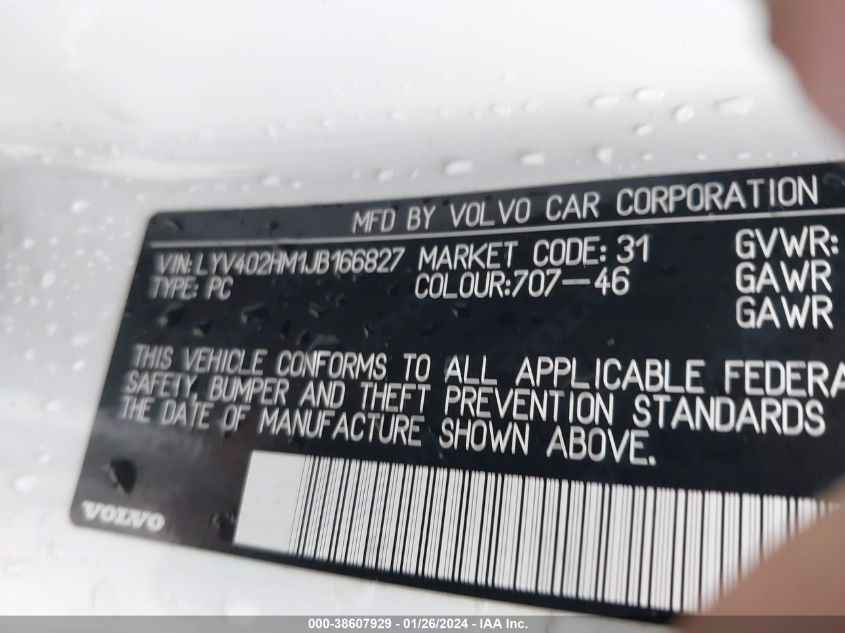 MFD BY VOLVO CAR CORPORATION
VIN:LYV402HM1JB166827 MARKET CODE:31 GVWR:
TYPE: PC COLOUR:707-46 GAWR
GAWR
THIS VEHICLE CONFORMS TO ALL APPLICABLE FEDERA
SAFETY, BUMPER AND THEFT PREVENTION STANDARDS
THE DATE OF MANUFACTURE SHOWN ABOVE.
VOLVO
000-38607929 | 01/26/2024 | IAA Inc.